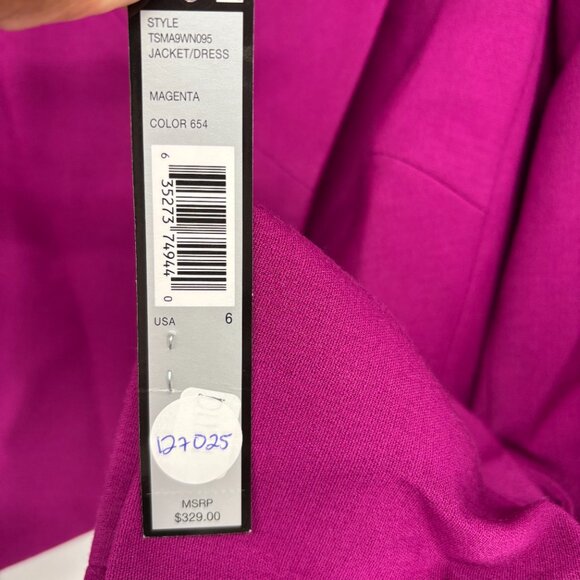 STYLE
TSMA9WN095
JACKET/DRESS
MAGENTA
COLOR 654
6 35273 74944 0
USA 6
127025
MSRP
$329.00